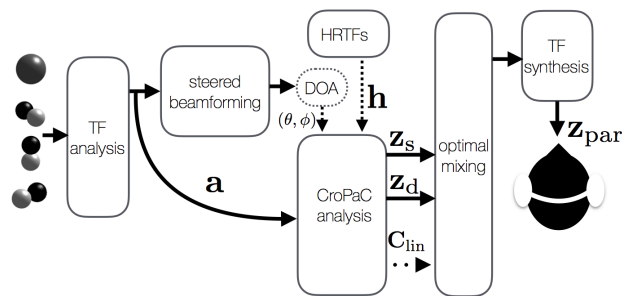 HRTFs
TF
synthesis
steered
beamforming
DOA
(θ, ϕ)
h
TF
analysis
a
z_s
z_d
C_lin
CroPaC
analysis
optimal
mixing
z_par